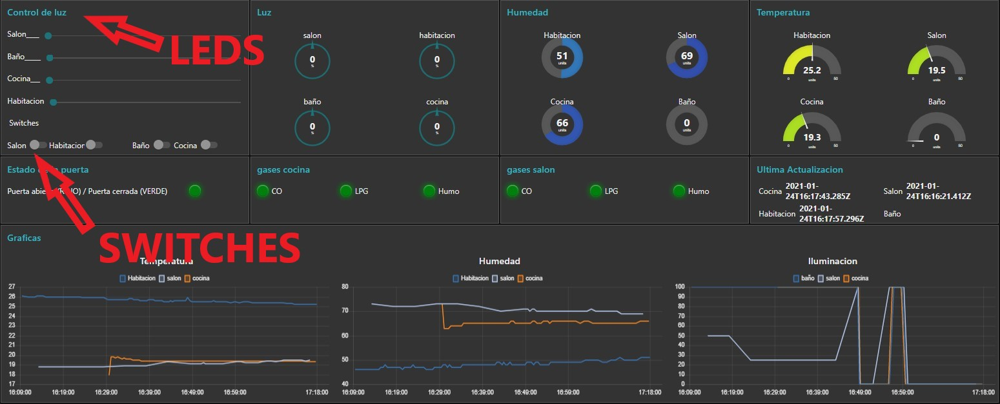 Control de luz
LEDS
Salon___
Baño____
Cocina__
Habitacion
Switches
Salon Habitacior Baño Cocina
SWITCHES
Luz
salon habitacion
0 0
% %
baño cocina
0 0
% %
Humedad
Habitacion Salon
51 69
units units
Cocina Baño
66 0
units units
Temperatura
Habitacion Salon
25.2 19.5
0 units 50 0 units 50
Cocina Baño
19.3 0
0 units 50 0 units 50
Estado de la puerta
Puerta abierta (ROJO) / Puerta cerrada (VERDE)
gases cocina
CO LPG Humo
gases salon
CO LPG Humo
Ultima Actualizacion
Cocina 2021-01-
24T16:17:43.285Z
Salon 2021-01-
24T16:16:21.412Z
Habitacion 2021-01-
24T16:17:57.296Z
Baño
Graficas
Temperatura
Habitacion salon cocina
27
26
25
24
23
22
21
20
19
18
17
16:09:00 16:19:00 16:29:00 16:39:00 16:49:00 16:59:00 17:18:00
Humedad
Habitacion salon cocina
80
70
60
50
40
16:09:00 16:19:00 16:29:00 16:39:00 16:49:00 16:59:00 17:18:00
Iluminacion
baño salon cocina
100
90
80
70
60
50
40
30
20
10
0
16:09:00 16:19:00 16:29:00 16:39:00 16:49:00 16:59:00 17:18:00